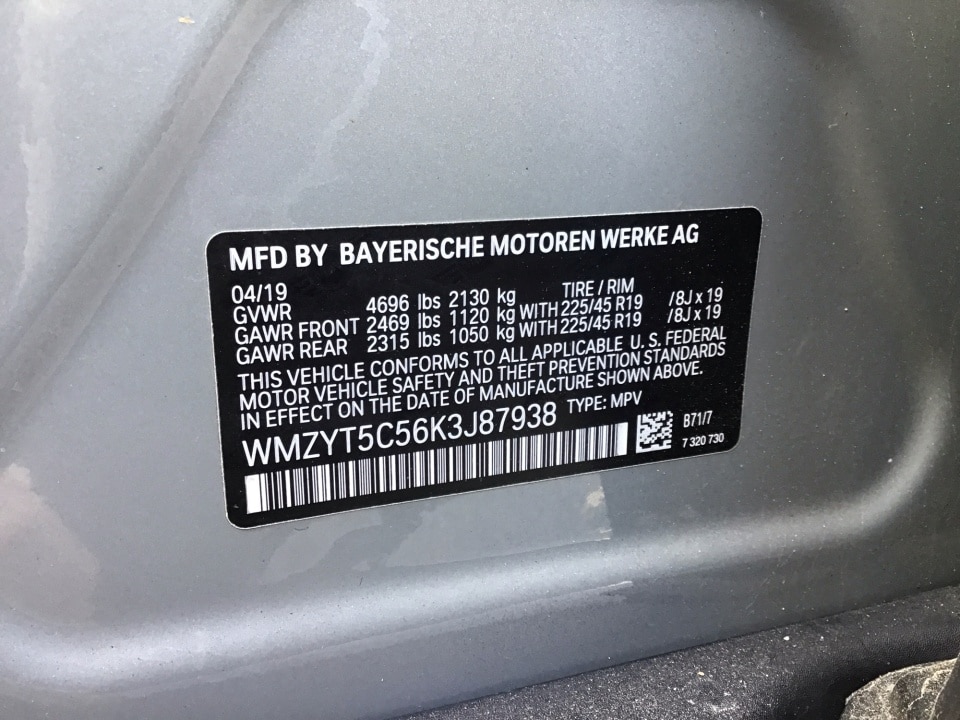 MFD BY BAYERISCHE MOTOREN WERKE AG
04/19 TIRE / RIM
GVWR 4696 lbs 2130 kg
GAWR FRONT 2469 lbs 1120 kg WITH 225/45 R19 /8J x 19
GAWR REAR 2315 lbs 1050 kg WITH 225/45 R19 /8J x 19
THIS VEHICLE CONFORMS TO ALL APPLICABLE U. S. FEDERAL
MOTOR VEHICLE SAFETY AND THEFT PREVENTION STANDARDS
IN EFFECT ON THE DATE OF MANUFACTURE SHOWN ABOVE.
WMZYT5C56K3J87938 TYPE: MPV
B71/7
7 320 730